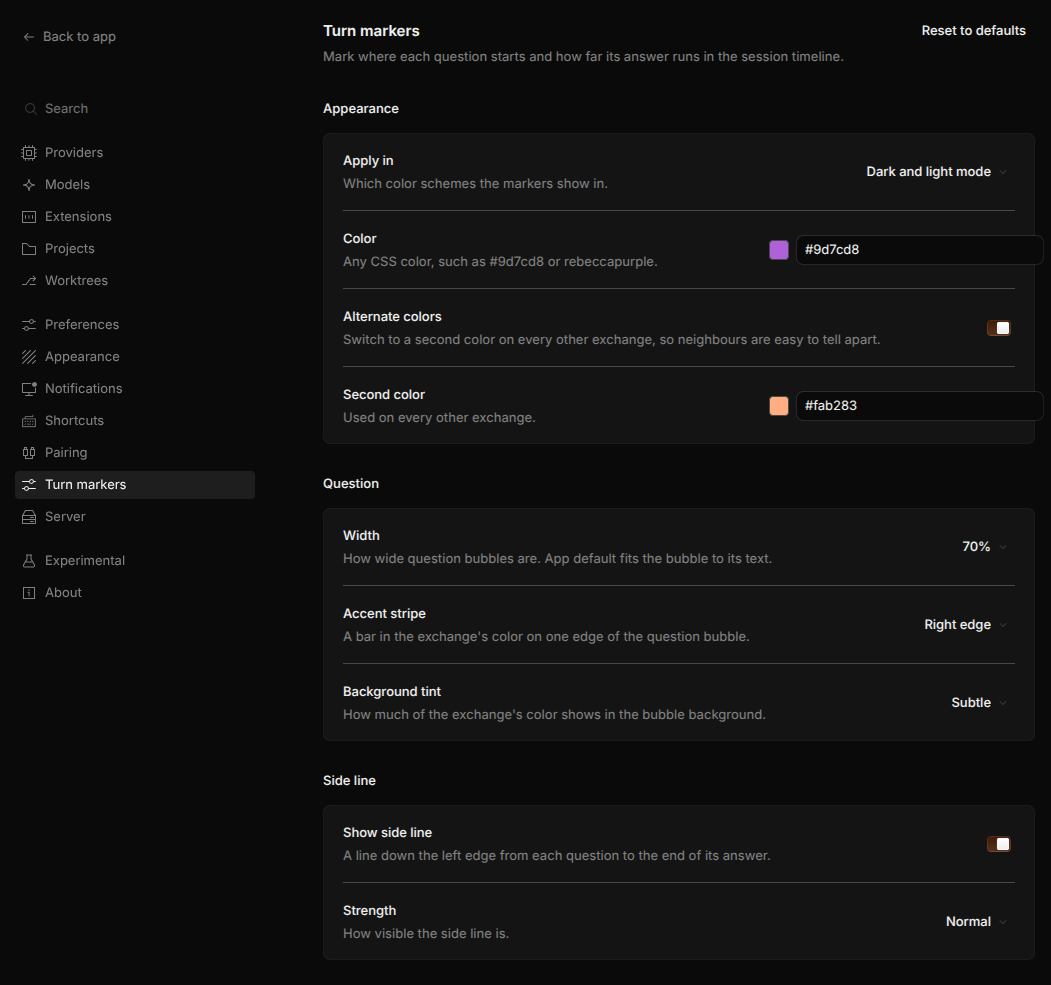 Back to app
Search
Providers
Models
Extensions
Projects
Worktrees
Preferences
Appearance
Notifications
Shortcuts
Pairing
Turn markers
Server
Experimental
About
Turn markers
Reset to defaults
Mark where each question starts and how far its answer runs in the session timeline.
Appearance
Apply in
Which color schemes the markers show in.
Dark and light mode
Color
Any CSS color, such as #9d7cd8 or rebeccapurple.
#9d7cd8
Alternate colors
Switch to a second color on every other exchange, so neighbours are easy to tell apart.
Second color
Used on every other exchange.
#fab283
Question
Width
How wide question bubbles are. App default fits the bubble to its text.
70%
Accent stripe
A bar in the exchange's color on one edge of the question bubble.
Right edge
Background tint
How much of the exchange's color shows in the bubble background.
Subtle
Side line
Show side line
A line down the left edge from each question to the end of its answer.
Strength
How visible the side line is.
Normal